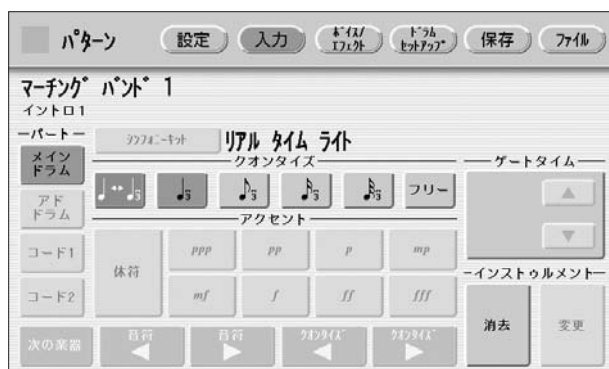 パターン 設定 入力 ボイス/エフェクト ドラムセットアップ 保存 ファイル
マーチング バンド 1
イントロ1
パート
シンフォニーキット リアル タイム ライト
メインドラム
クオンタイズ
ゲートタイム
3 3 3 3 3 フリー
アドドラム
アクセント
コード1 休符 ppp pp p mp
インストゥルメント
コード2 mf f ff fff
消去 変更
次の楽器 音符 音符 クオンタイズ クオンタイズ